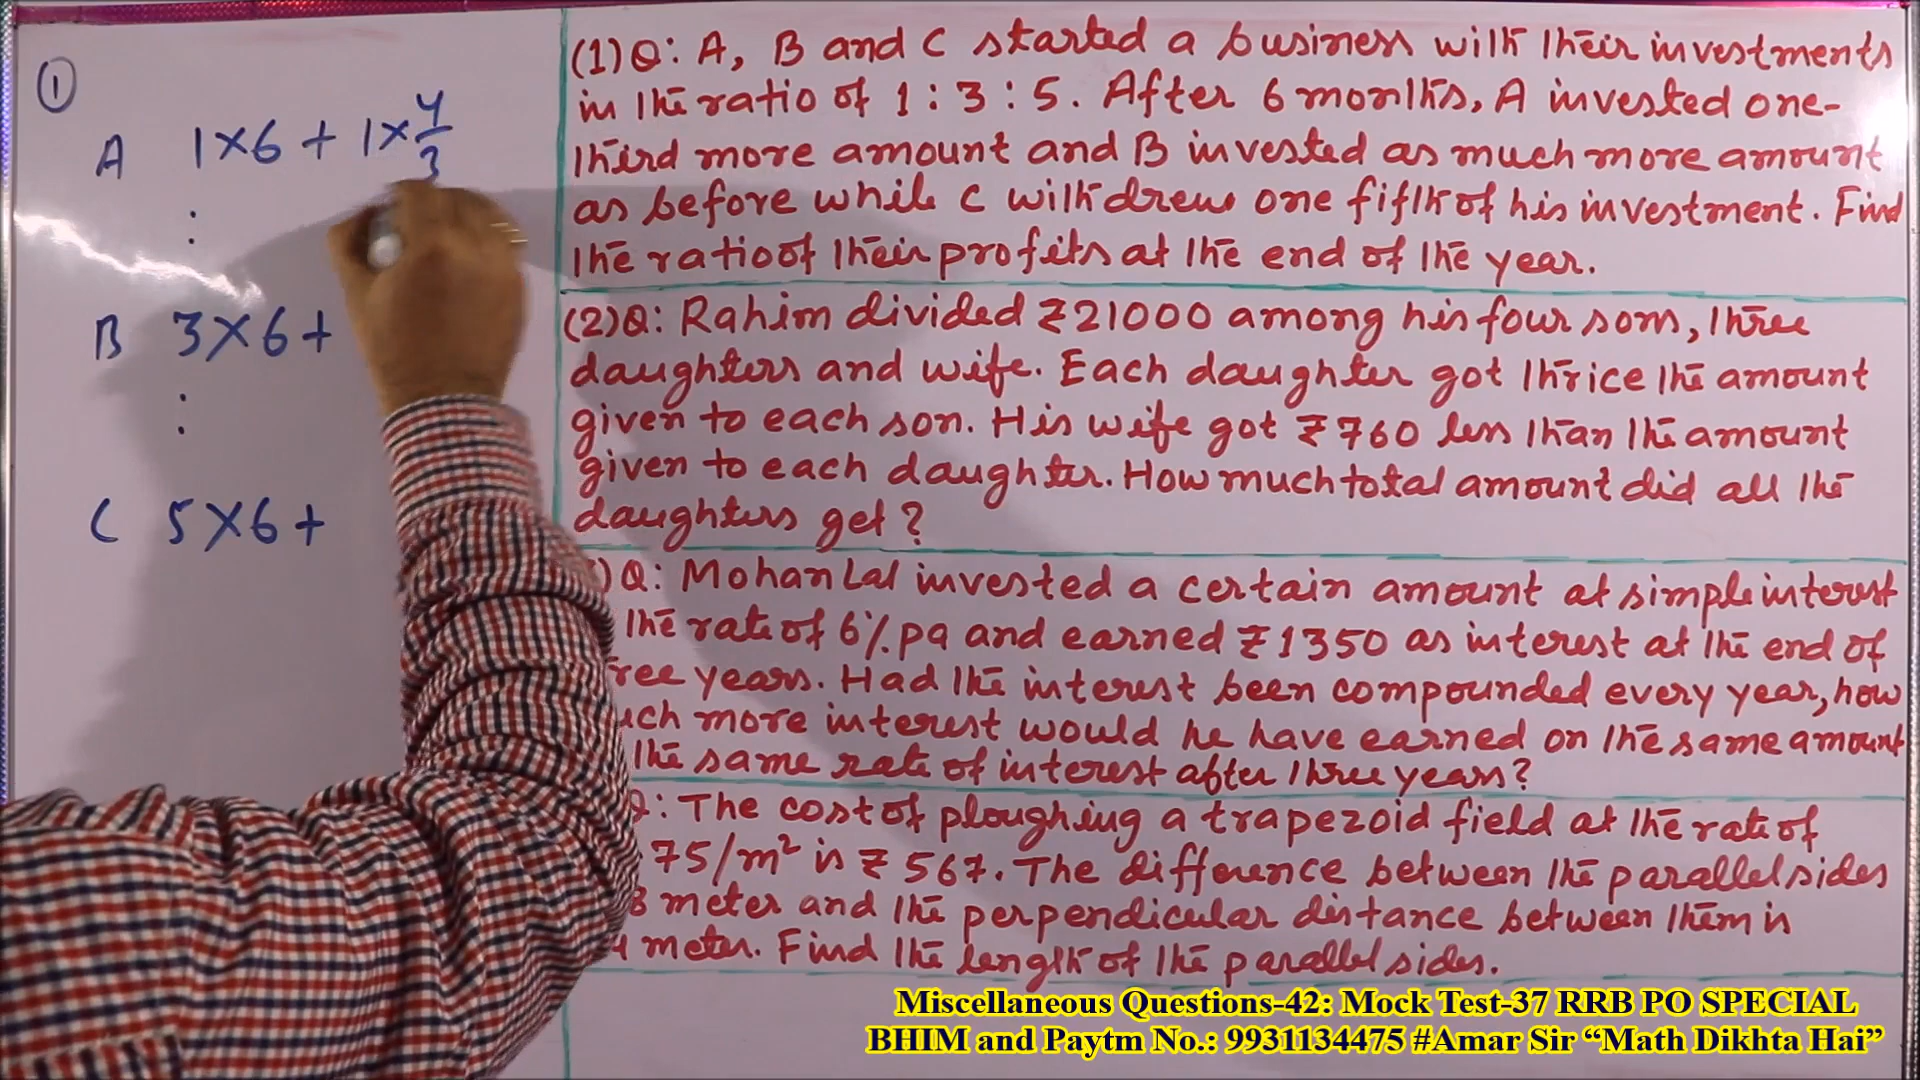 ①
A 1×6 + 1×4/3
:
B 3×6 +
:
C 5×6 +
(1)Q: A, B and C started a business with their investments
in the ratio of 1 : 3 : 5. After 6 months, A invested one-
third more amount and B invested as much more amount
as before while C withdrew one fifth of his investment. Find
the ratio of their profits at the end of the year.
(2)Q: Rahim divided ₹21000 among his four sons, three
daughters and wife. Each daughter got thrice the amount
given to each son. His wife got ₹760 less than the amount
given to each daughter. How much total amount did all the
daughters get?
)Q: Mohan Lal invested a certain amount at simple interest
the rate of 6% pa and earned ₹1350 as interest at the end of
ree years. Had the interest been compounded every year, how
uch more interest would he have earned on the same amount
the same rate of interest after three years?
Q: The cost of ploughing a trapezoid field at the rate of
75/m² is ₹567. The difference between the parallel sides
8 meter and the perpendicular distance between them is
4 meter. Find the length of the parallel sides.
Miscellaneous Questions-42: Mock Test-37 RRB PO SPECIAL
BHIM and Paytm No.: 9931134475 #Amar Sir “Math Dikhta Hai”